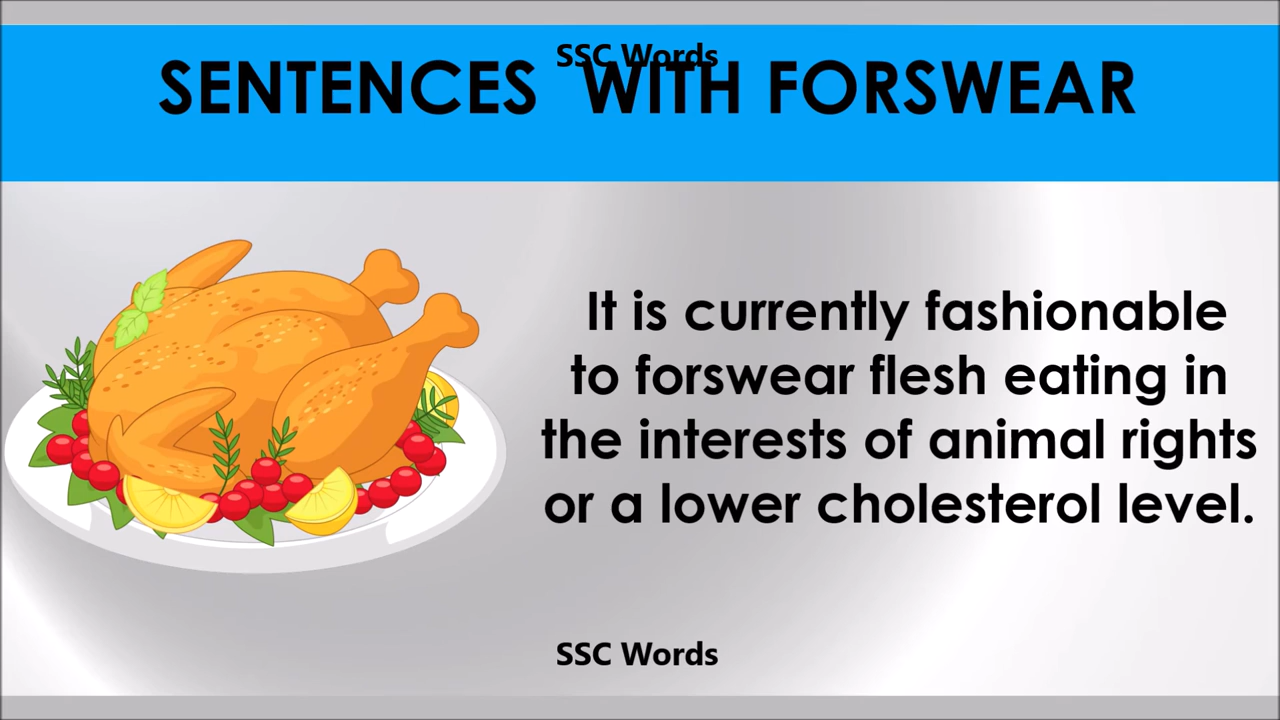 SSC Words
SENTENCES WITH FORSWEAR
It is currently fashionable
to forswear flesh eating in
the interests of animal rights
or a lower cholesterol level.
SSC Words